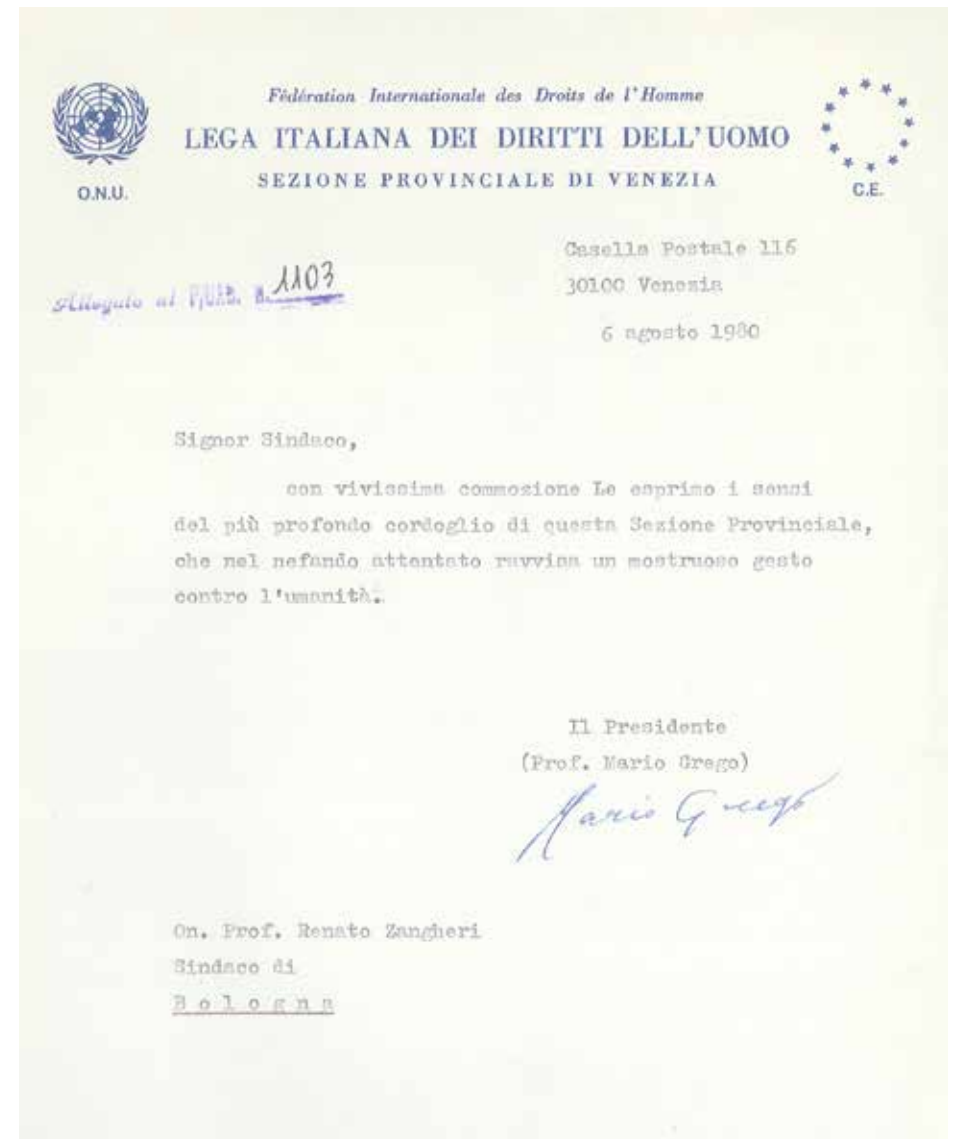 Fédération Internationale des Droits de l'Homme
LEGA ITALIANA DEI DIRITTI DELL'UOMO
SEZIONE PROVINCIALE DI VENEZIA
O.N.U.
C.E.
Casella Postale 116
30100 Venezia
6 agosto 1980
Allegato al P,U,A,B. N. 1103
Signor Sindaco,
con vivissima commozione Le esprimo i sensi
del più profondo cordoglio di questa Sezione Provinciale,
che nel nefando attentato ravvisa un mostruoso gesto
contro l'umanità.
Il Presidente
(Prof. Mario Grego)
Mario Grego
On. Prof. Renato Zangheri
Sindaco di
Bologna